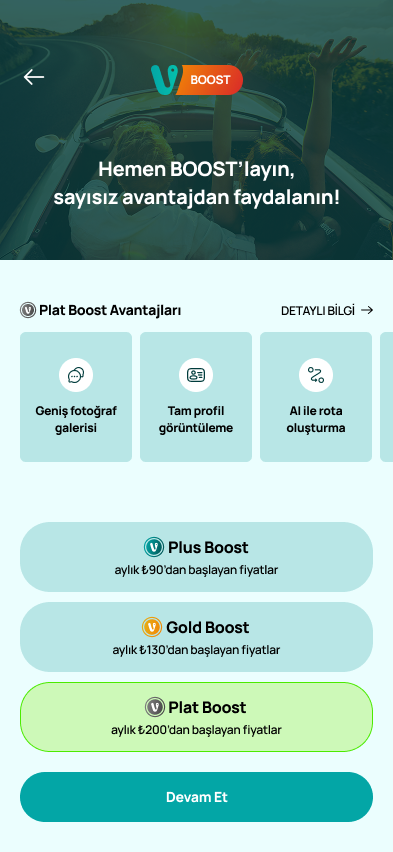 BOOST
Hemen BOOST’layın,
sayısız avantajdan faydalanın!
Plat Boost Avantajları
DETAYLI BİLGİ
Geniş fotoğraf
galerisi
Tam profil
görüntüleme
AI ile rota
oluşturma
Plus Boost
aylık ₺90’dan başlayan fiyatlar
Gold Boost
aylık ₺130’dan başlayan fiyatlar
Plat Boost
aylık ₺200’dan başlayan fiyatlar
Devam Et